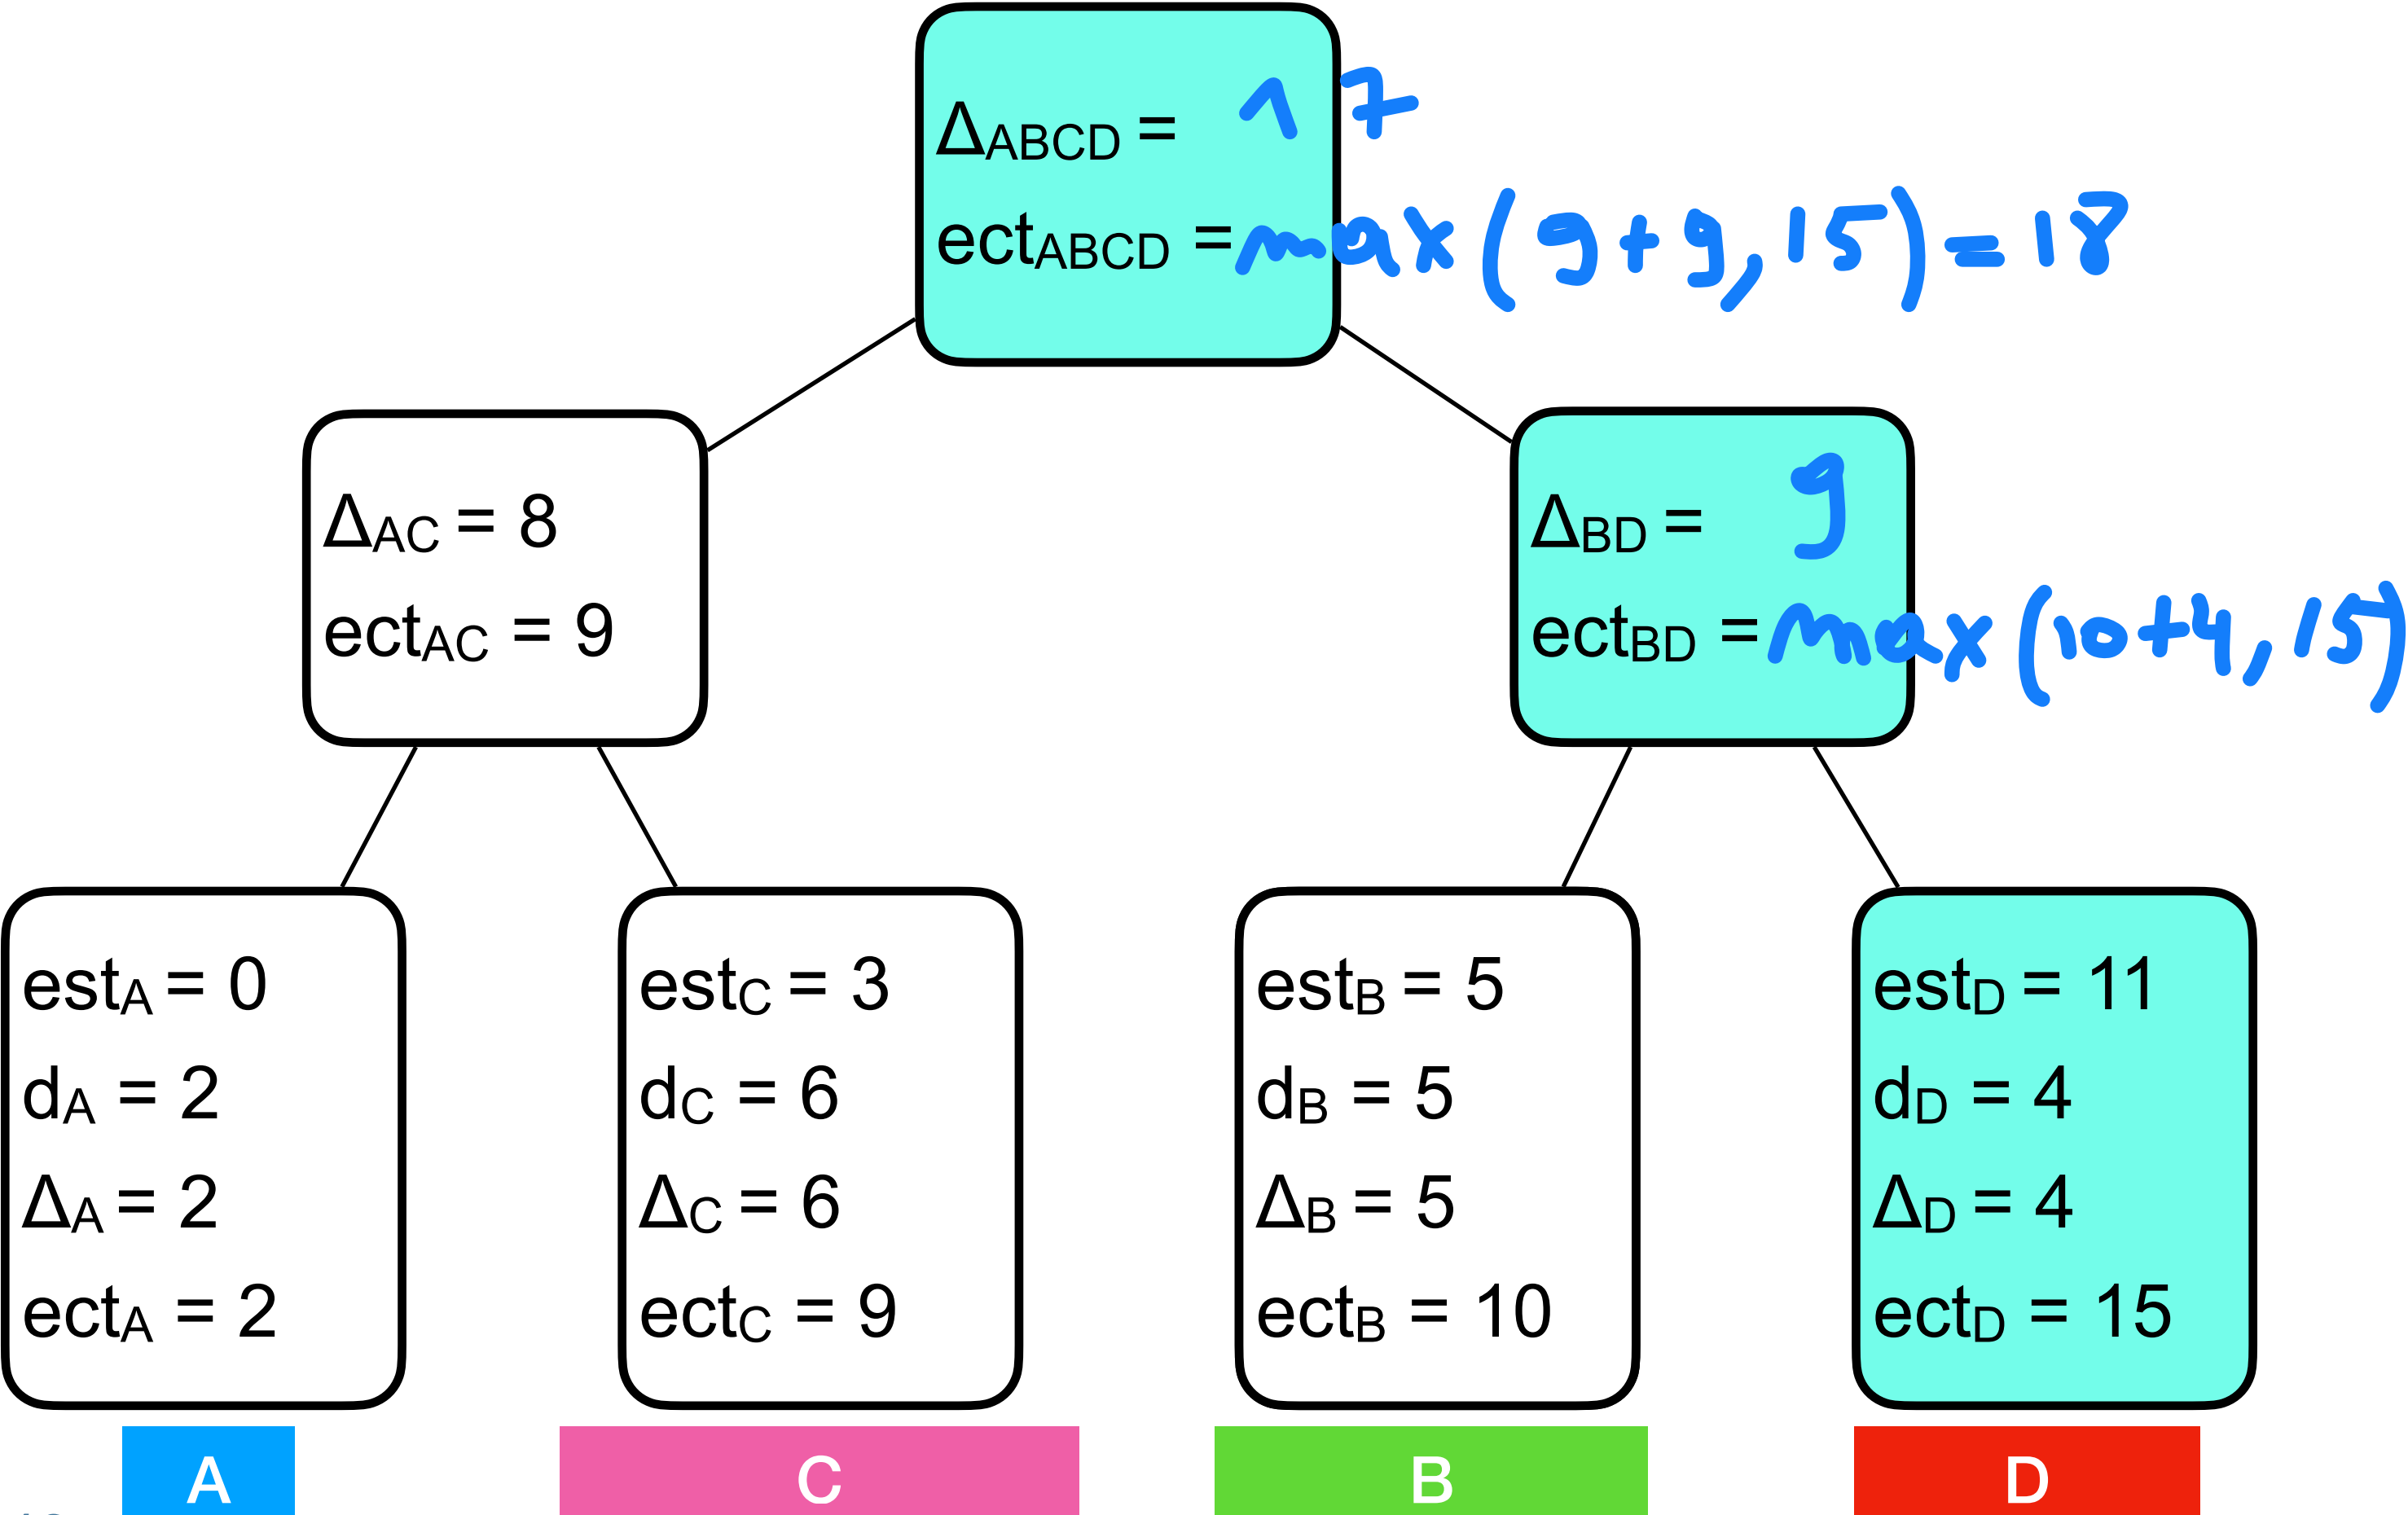 ΔABCD = 17
ectABCD = max(9+9,15)=18
ΔAC = 8
ectAC = 9
ΔBD = 9
ectBD = max(10+4,15)
estA = 0
dA = 2
ΔA = 2
ectA = 2
estC = 3
dC = 6
ΔC = 6
ectC = 9
estB = 5
dB = 5
ΔB = 5
ectB = 10
estD = 11
dD = 4
ΔD = 4
ectD = 15
A
C
B
D